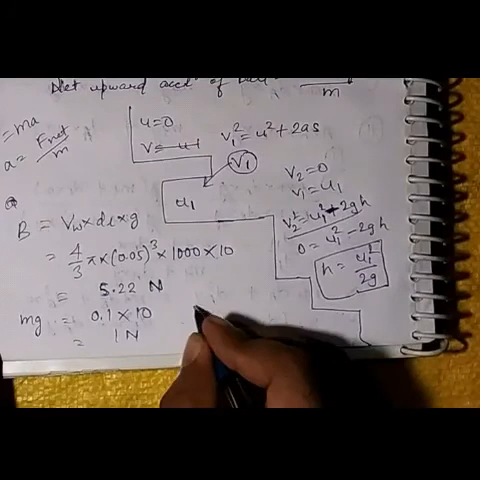 Net upward accⁿ of ball
m
= ma
a = Fnet/m
u = 0
v₁² = u² + 2as
V₁
u₁
v₂ = 0
v₁ = u₁
v₂² = u₁² - 2gh
0 = u₁² - 2gh
h = u₁²/2g
B = Vw × dl × g
= 4/3 π × (0.05)³ × 1000 × 10
= 5.22 N
mg = 0.1 × 10
= 1 N